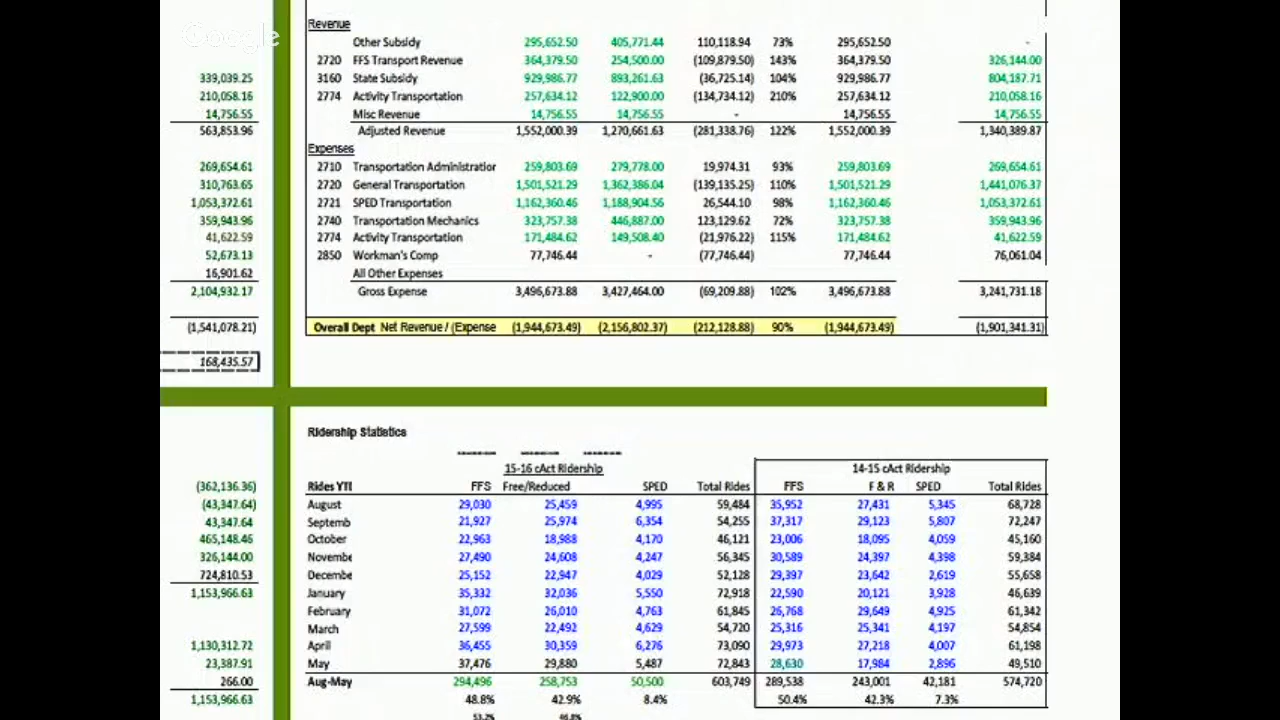 Google
Revenue
Other Subsidy 295,652.50 405,771.44 110,118.94 73% 295,652.50 -
2720 FFS Transport Revenue 364,379.50 254,500.00 (109,879.50) 143% 364,379.50 326,144.00
339,039.25 3160 State Subsidy 929,986.77 893,261.63 (36,725.14) 104% 929,986.77 804,187.71
210,058.16 2774 Activity Transportation 257,634.12 122,900.00 (134,734.12) 210% 257,634.12 210,058.16
14,756.55 Misc Revenue 14,756.55 14,756.55 - 14,756.55 14,756.55
563,853.96 Adjusted Revenue 1,552,000.39 1,270,661.63 (281,338.76) 122% 1,552,000.39 1,340,389.87
Expenses
269,654.61 2710 Transportation Administratior 259,803.69 279,778.00 19,974.31 93% 259,803.69 269,654.61
310,763.65 2720 General Transportation 1,501,521.29 1,362,386.04 (139,135.25) 110% 1,501,521.29 1,441,076.37
1,053,372.61 2721 SPED Transportation 1,162,360.46 1,188,904.56 26,544.10 98% 1,162,360.46 1,053,372.61
359,943.96 2740 Transportation Mechanics 323,757.38 446,887.00 123,129.62 72% 323,757.38 359,943.96
41,622.59 2774 Activity Transportation 171,484.62 149,508.40 (21,976.22) 115% 171,484.62 41,622.59
52,673.13 2850 Workman's Comp 77,746.44 - (77,746.44) 77,746.44 76,061.04
16,901.62 All Other Expenses
2,104,932.17 Gross Expense 3,496,673.88 3,427,464.00 (69,209.88) 102% 3,496,673.88 3,241,731.18
(1,541,078.21) Overall Dept Net Revenue / (Expense (1,944,673.49) (2,156,802.37) (212,128.88) 90% (1,944,673.49) (1,901,341.31)
168,435.57
Ridership Statistics
15-16 cAct Ridership 14-15 cAct Ridership
(362,136.36) Rides YTI FFS Free/Reduced SPED Total Rides FFS F & R SPED Total Rides
(43,347.64) August 29,030 25,459 4,995 59,484 35,952 27,431 5,345 68,728
43,347.64 Septemb 21,927 25,974 6,354 54,255 37,317 29,123 5,807 72,247
465,148.46 October 22,963 18,988 4,170 46,121 23,006 18,095 4,059 45,160
326,144.00 Novembe 27,490 24,608 4,247 56,345 30,589 24,397 4,398 59,384
724,810.53 Decembe 25,152 22,947 4,029 52,128 29,397 23,642 2,619 55,658
1,153,966.63 January 35,332 32,036 5,550 72,918 22,590 20,121 3,928 46,639
February 31,072 26,010 4,763 61,845 26,768 29,649 4,925 61,342
March 27,599 22,492 4,629 54,720 25,316 25,341 4,197 54,854
1,130,312.72 April 36,455 30,359 6,276 73,090 29,973 27,218 4,007 61,198
23,387.91 May 37,476 29,880 5,487 72,843 28,630 17,984 2,896 49,510
266.00 Aug-May 294,496 258,753 50,500 603,749 289,538 243,001 42,181 574,720
1,153,966.63 48.8% 42.9% 8.4% 50.4% 42.3% 7.3%